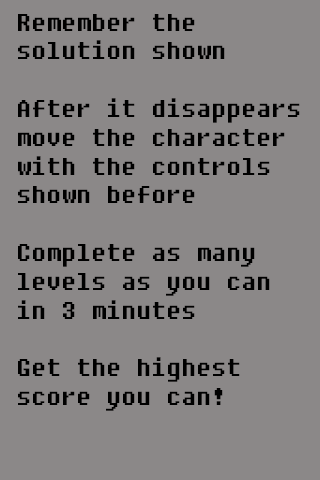 Remember the
solution shown
After it disappears
move the character
with the controls
shown before
Complete as many
levels as you can
in 3 minutes
Get the highest
score you can!